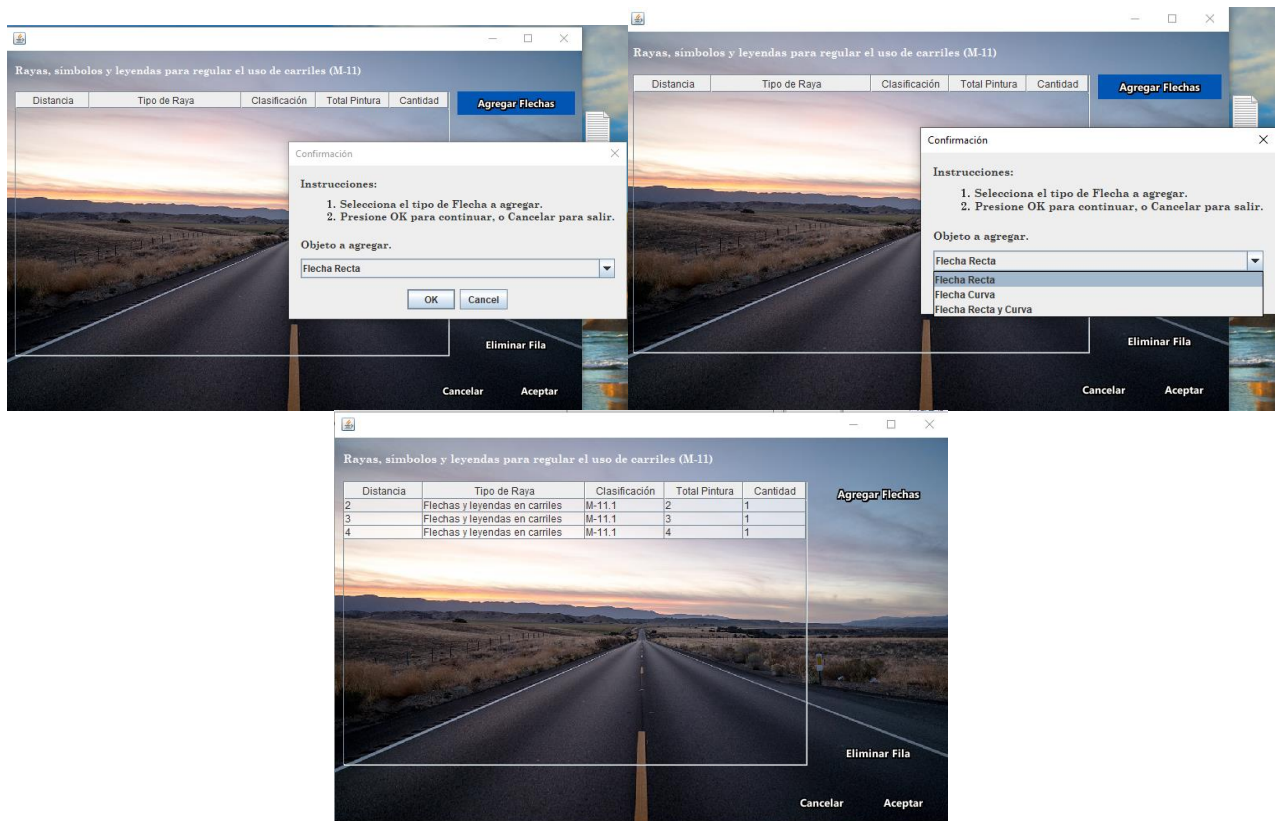 Rayas, símbolos y leyendas para regular el uso de carriles (M-11)
Distancia Tipo de Raya Clasificación Total Pintura Cantidad
Agregar Flechas
Confirmación
Instrucciones:
1. Selecciona el tipo de Flecha a agregar.
2. Presione OK para continuar, o Cancelar para salir.
Objeto a agregar.
Flecha Recta
OK Cancel
Eliminar Fila
Cancelar Aceptar
Rayas, símbolos y leyendas para regular el uso de carriles (M-11)
Distancia Tipo de Raya Clasificación Total Pintura Cantidad
Agregar Flechas
Confirmación
Instrucciones:
1. Selecciona el tipo de Flecha a agregar.
2. Presione OK para continuar, o Cancelar para salir.
Objeto a agregar.
Flecha Recta
Flecha Recta
Flecha Curva
Flecha Recta y Curva
Eliminar Fila
Cancelar Aceptar
Rayas, símbolos y leyendas para regular el uso de carriles (M-11)
Distancia Tipo de Raya Clasificación Total Pintura Cantidad
Agregar Flechas
2 Flechas y leyendas en carriles M-11.1 2 1
3 Flechas y leyendas en carriles M-11.1 3 1
4 Flechas y leyendas en carriles M-11.1 4 1
Eliminar Fila
Cancelar Aceptar